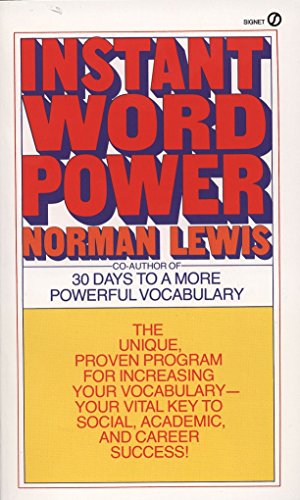 SIGNET
INSTANT
WORD
POWER
NORMAN LEWIS
CO-AUTHOR OF
30 DAYS TO A MORE
POWERFUL VOCABULARY
THE
UNIQUE,
PROVEN PROGRAM
FOR INCREASING
YOUR VOCABULARY—
YOUR VITAL KEY TO
SOCIAL, ACADEMIC,
AND CAREER
SUCCESS!